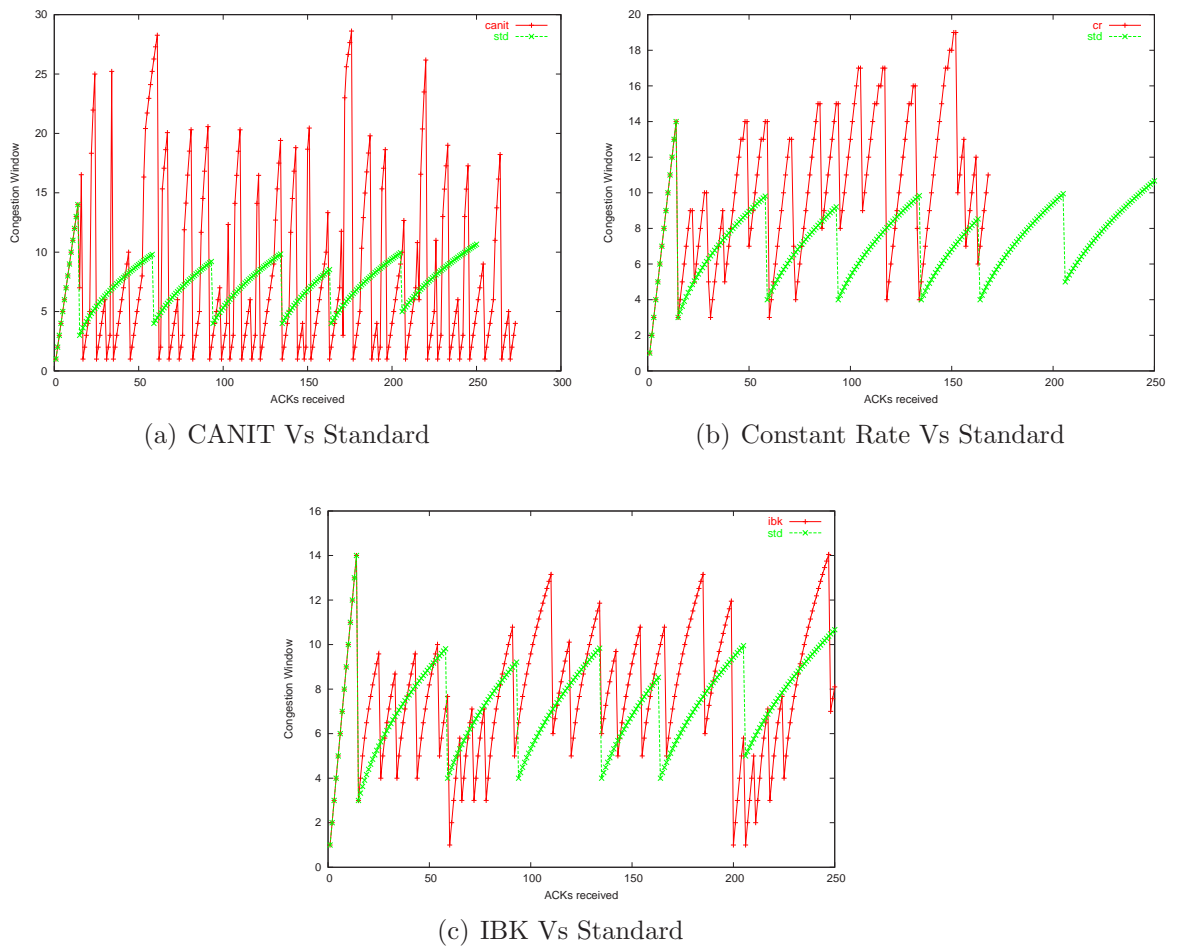 30
25
20
15
10
5
0
Congestion Window
canit
std
0 50 100 150 200 250 300
ACKs received
(a) CANIT Vs Standard
20
18
16
14
12
10
8
6
4
2
0
Congestion Window
cr
std
0 50 100 150 200 250
ACKs received
(b) Constant Rate Vs Standard
16
14
12
10
8
6
4
2
0
Congestion Window
ibk
std
0 50 100 150 200 250
ACKs received
(c) IBK Vs Standard